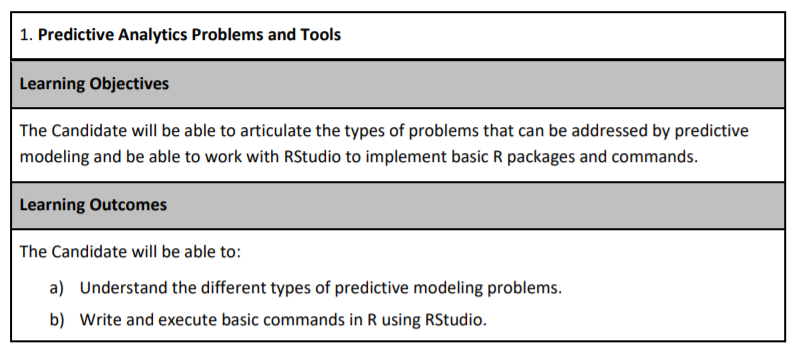 1. Predictive Analytics Problems and Tools
Learning Objectives
The Candidate will be able to articulate the types of problems that can be addressed by predictive
modeling and be able to work with RStudio to implement basic R packages and commands.
Learning Outcomes
The Candidate will be able to:
a) Understand the different types of predictive modeling problems.
b) Write and execute basic commands in R using RStudio.